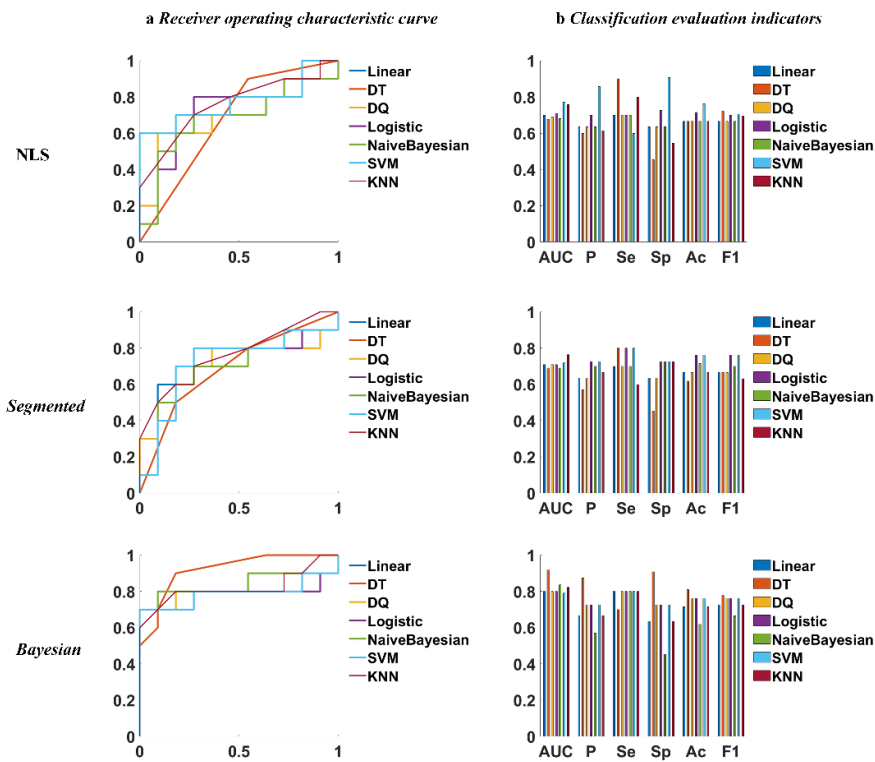 a Receiver operating characteristic curve
b Classification evaluation indicators
NLS
1
0.8
0.6
0.4
0.2
0
0
0.5
1
Linear
DT
DQ
Logistic
NaiveBayesian
SVM
KNN
1
0.8
0.6
0.4
0.2
0
AUC P Se Sp Ac F1
Linear
DT
DQ
Logistic
NaiveBayesian
SVM
KNN
Segmented
1
0.8
0.6
0.4
0.2
0
0
0.5
1
Linear
DT
DQ
Logistic
NaiveBayesian
SVM
KNN
1
0.8
0.6
0.4
0.2
0
AUC P Se Sp Ac F1
Linear
DT
DQ
Logistic
NaiveBayesian
SVM
KNN
Bayesian
1
0.8
0.6
0.4
0.2
0
0
0.5
1
Linear
DT
DQ
Logistic
NaiveBayesian
SVM
KNN
1
0.8
0.6
0.4
0.2
0
AUC P Se Sp Ac F1
Linear
DT
DQ
Logistic
NaiveBayesian
SVM
KNN